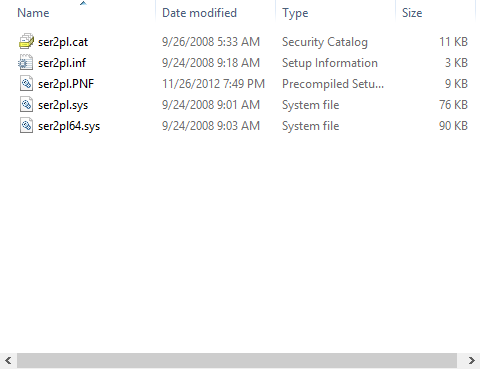 Name Date modified Type Size
ser2pl.cat 9/26/2008 5:33 AM Security Catalog 11 KB
ser2pl.inf 9/24/2008 9:18 AM Setup Information 3 KB
ser2pl.PNF 11/26/2012 7:49 PM Precompiled Setu... 9 KB
ser2pl.sys 9/24/2008 9:01 AM System file 76 KB
ser2pl64.sys 9/24/2008 9:03 AM System file 90 KB